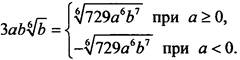 3ab⁶√b = { ⁶√729a⁶b⁷ при a ≥ 0,
−⁶√729a⁶b⁷ при a < 0.